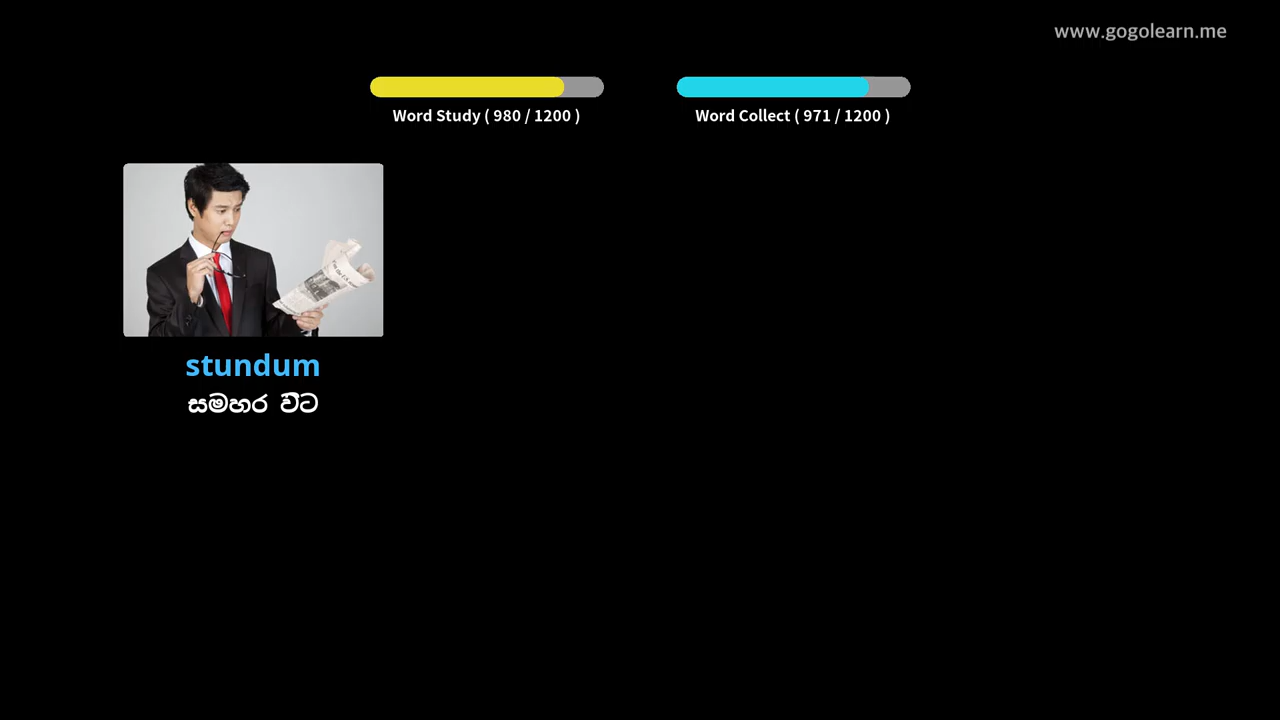 www.gogolearn.me
Word Study ( 980 / 1200 )
Word Collect ( 971 / 1200 )
stundum
සමහර විට